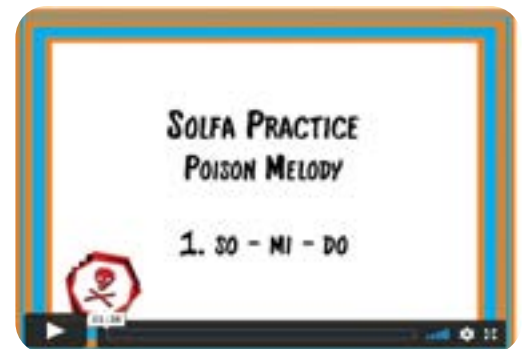 SOLFA PRACTICE
POISON MELODY
1. SO - MI - DO